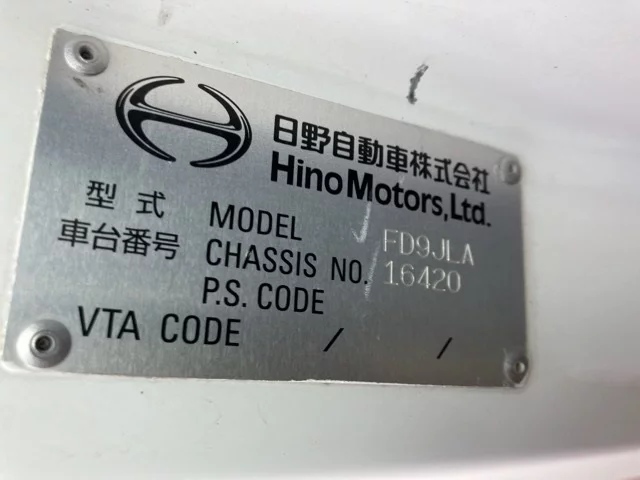 日野自動車株式会社
Hino Motors, Ltd.
型式 MODEL FD9JLA
車台番号 CHASSIS NO. 16420
P.S. CODE
VTA CODE / /